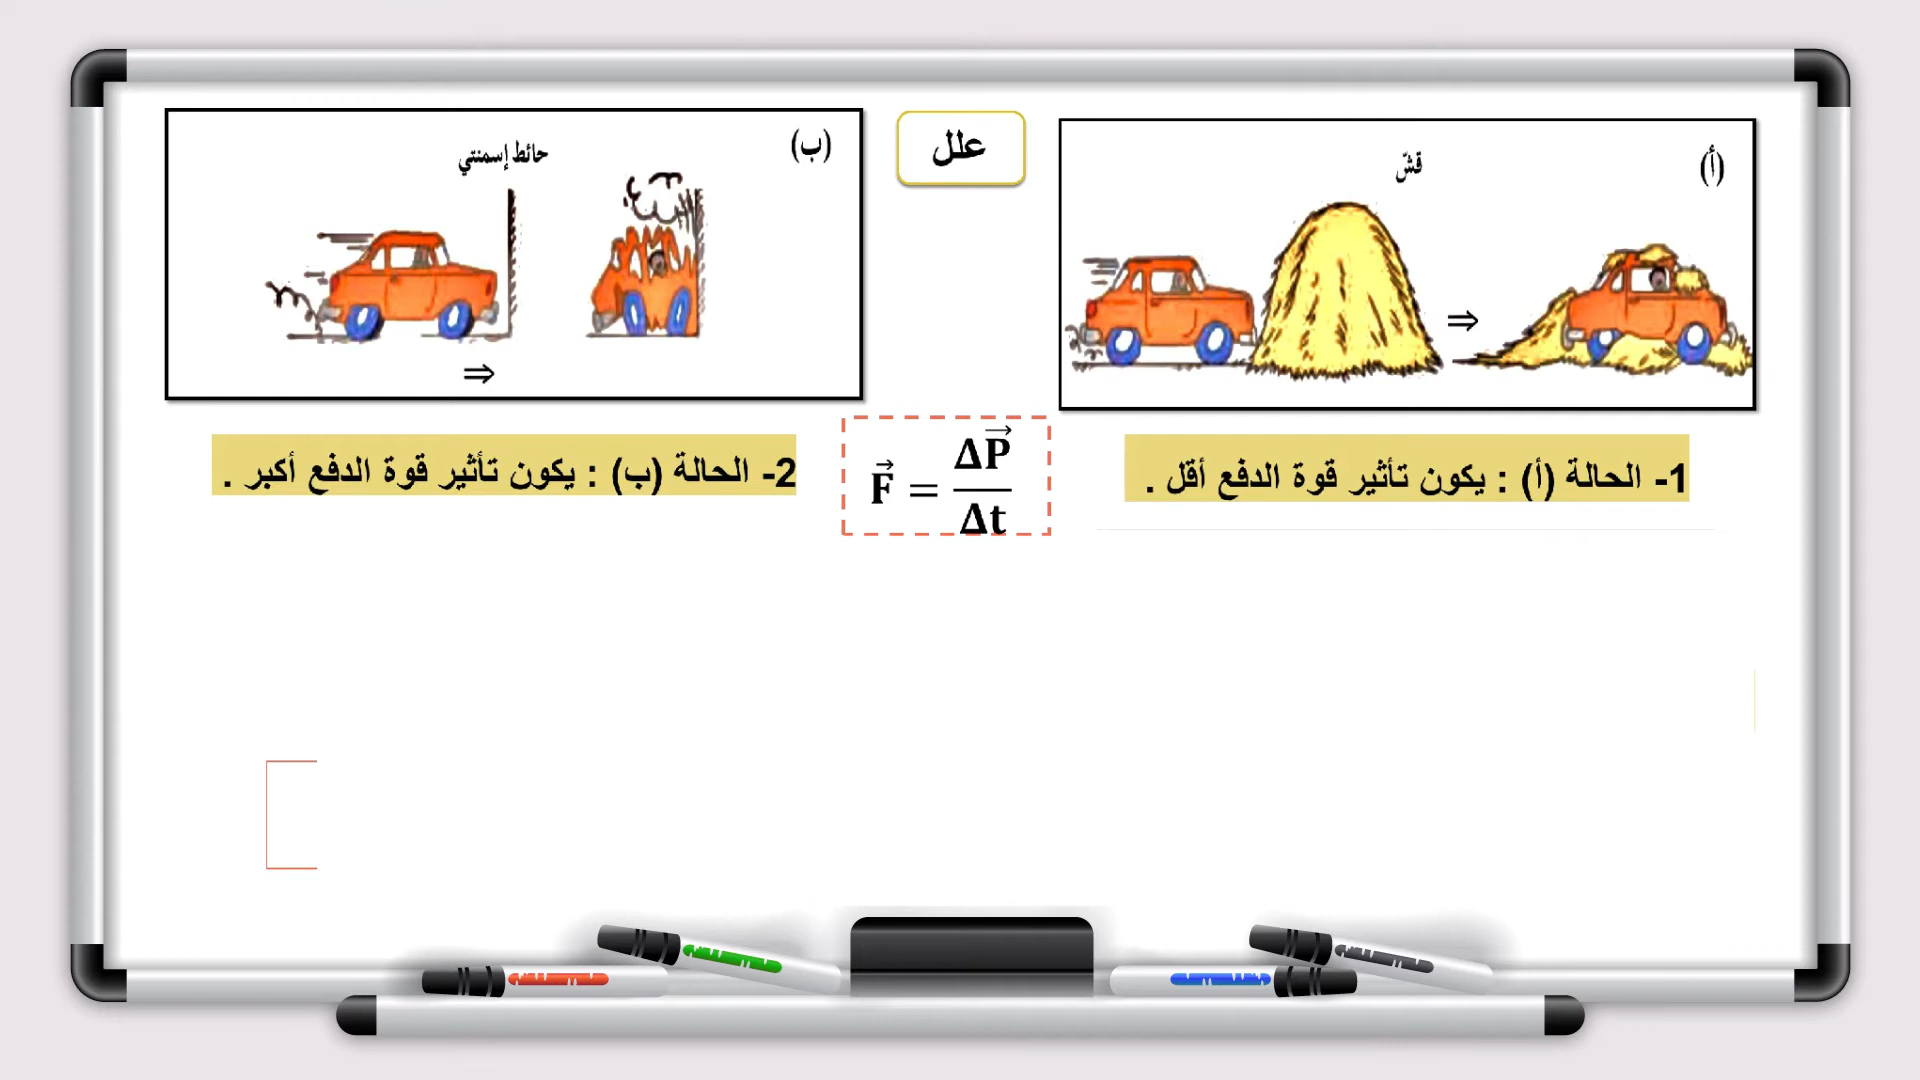 علل
(أ)
قشّ
⇒
(ب)
حائط إسمنتي
⇒
1- الحالة (أ) : يكون تأثير قوة الدفع أقل .
F⃗ = ΔP⃗ / Δt
2- الحالة (ب) : يكون تأثير قوة الدفع أكبر .